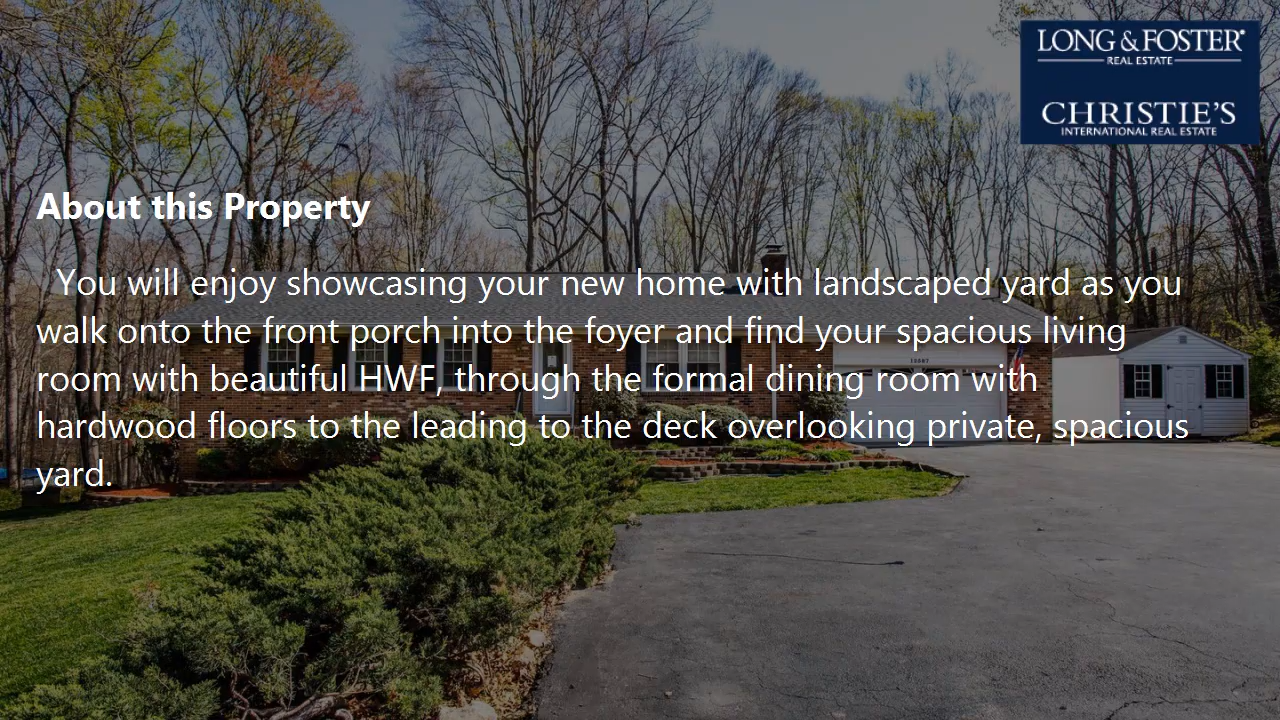 LONG & FOSTER®
REAL ESTATE
CHRISTIE'S
INTERNATIONAL REAL ESTATE
About this Property
You will enjoy showcasing your new home with landscaped yard as you
walk onto the front porch into the foyer and find your spacious living
room with beautiful HWF, through the formal dining room with
hardwood floors to the leading to the deck overlooking private, spacious
yard.